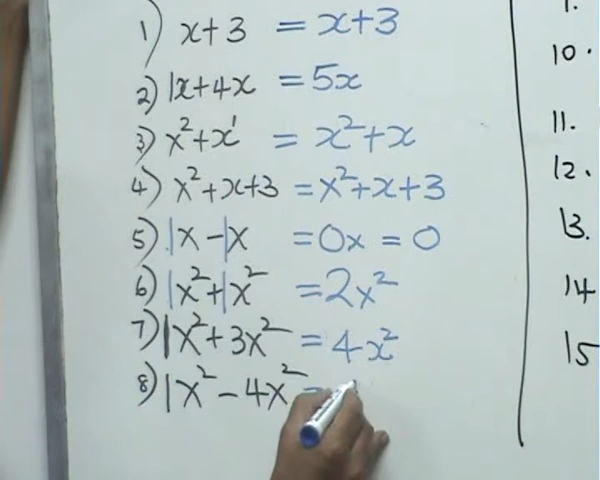 1) x+3 = x+3
2) 1x+4x = 5x
3) x²+x¹ = x²+x
4) x²+x+3 = x²+x+3
5) 1x-1x = 0x = 0
6) 1x²+1x² = 2x²
7) 1x²+3x² = 4x²
8) 1x²-4x² =
10.
11.
12.
13.
14
15